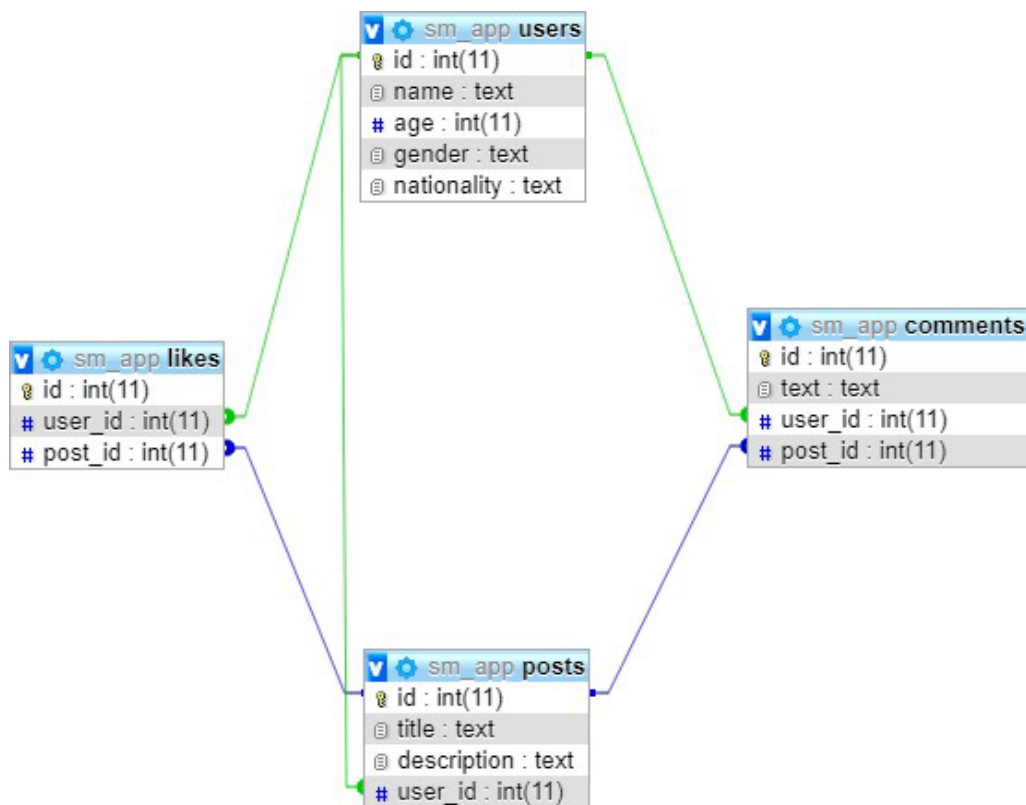 v sm_app users
id : int(11)
name : text
# age : int(11)
gender : text
nationality : text
v sm_app likes
id : int(11)
# user_id : int(11)
# post_id : int(11)
v sm_app comments
id : int(11)
text : text
# user_id : int(11)
# post_id : int(11)
v sm_app posts
id : int(11)
title : text
description : text
# user_id : int(11)